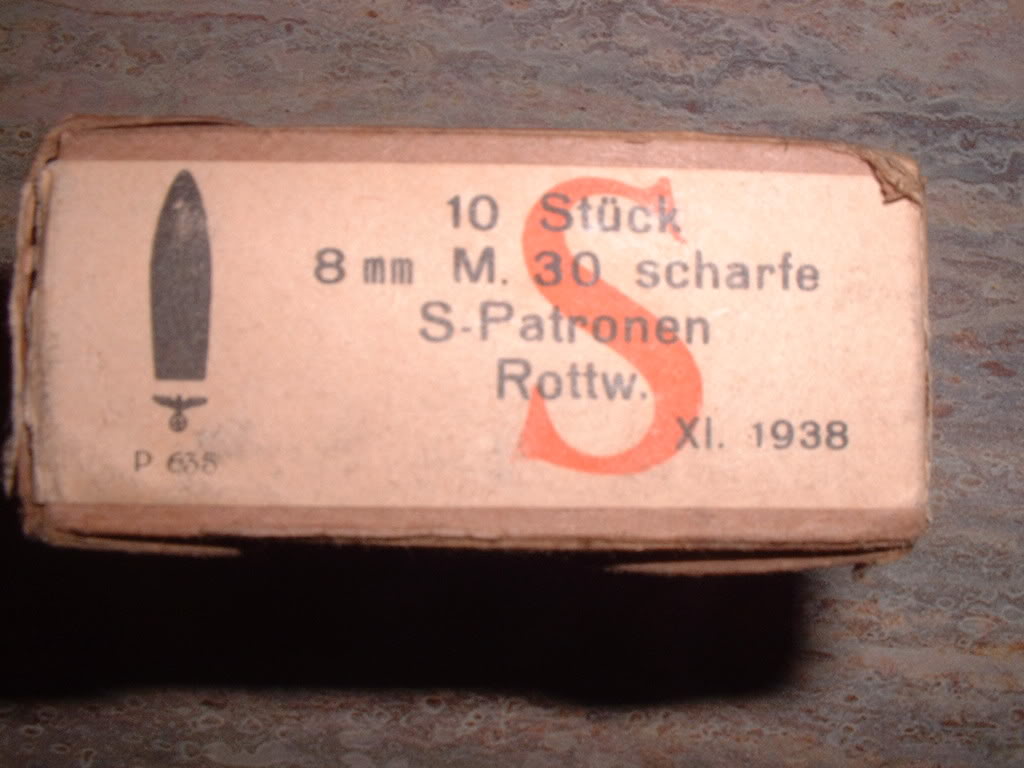 10 Stück
8 mm M. 30 scharfe
S-Patronen
Rottw.
XI. 1938
S
P 635